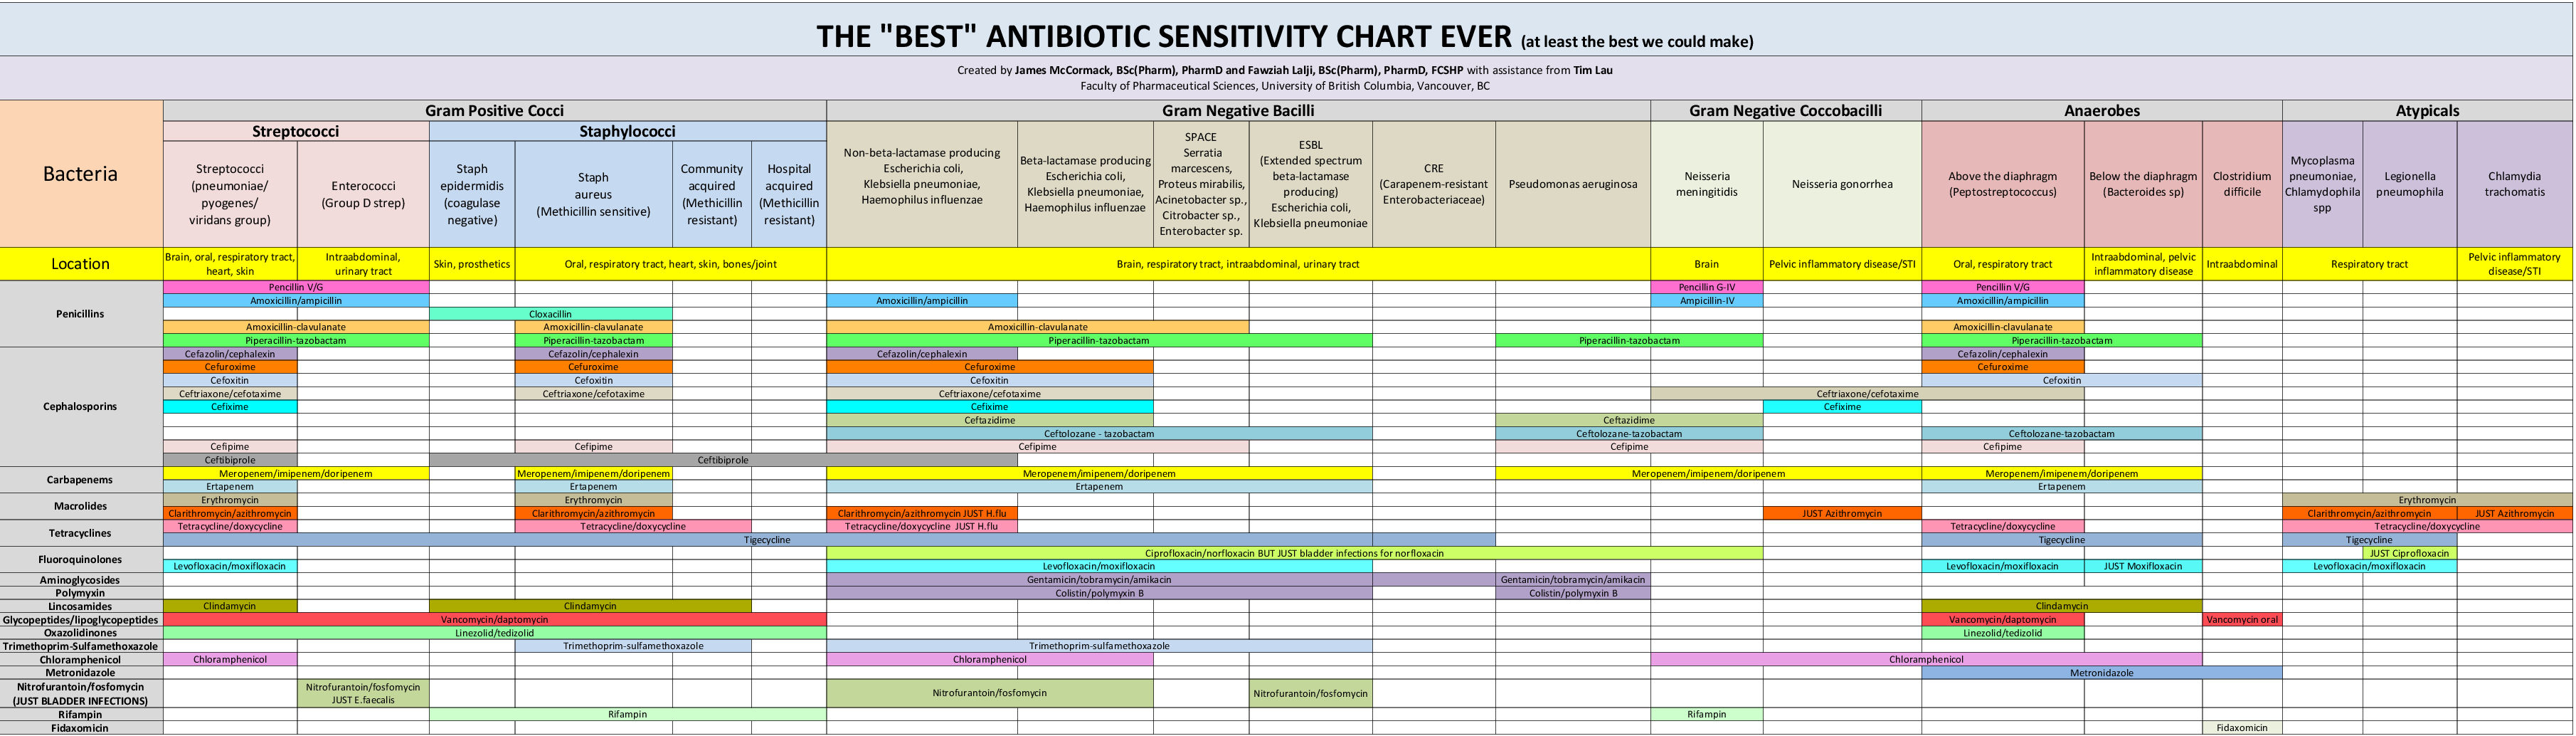 THE "BEST" ANTIBIOTIC SENSITIVITY CHART EVER (at least the best we could make)
Created by James McCormack, BSc(Pharm), PharmD and Fawziah Lalji, BSc(Pharm), PharmD, FCSHP with assistance from Tim Lau
Faculty of Pharmaceutical Sciences, University of British Columbia, Vancouver, BC
Bacteria
Gram Positive Cocci
Gram Negative Bacilli
Gram Negative Coccobacilli
Anaerobes
Atypicals
Streptococci
Staphylococci
Streptococci
(pneumoniae/
pyogenes/
viridans group)
Enterococci
(Group D strep)
Staph
epidermidis
(coagulase
negative)
Staph
aureus
(Methicillin sensitive)
Community
acquired
(Methicillin
resistant)
Hospital
acquired
(Methicillin
resistant)
Non-beta-lactamase producing
Escherichia coli,
Klebsiella pneumoniae,
Haemophilus influenzae
Beta-lactamase producing
Escherichia coli,
Klebsiella pneumoniae,
Haemophilus influenzae
SPACE
Serratia
marcescens,
Proteus mirabilis,
Acinetobacter sp.,
Citrobacter sp.,
Enterobacter sp.
ESBL
(Extended spectrum
beta-lactamase
producing)
Escherichia coli,
Klebsiella pneumoniae
CRE
(Carapenem-resistant
Enterobacteriaceae)
Pseudomonas aeruginosa
Neisseria
meningitidis
Neisseria gonorrhea
Above the diaphragm
(Peptostreptococcus)
Below the diaphragm
(Bacteroides sp)
Clostridium
difficile
Mycoplasma
pneumoniae,
Chlamydophila
spp
Legionella
pneumophila
Chlamydia
trachomatis
Location
Brain, oral, respiratory tract,
heart, skin
Intraabdominal,
urinary tract
Skin, prosthetics
Oral, respiratory tract, heart, skin, bones/joint
Brain, respiratory tract, intraabdominal, urinary tract
Brain
Pelvic inflammatory disease/STI
Oral, respiratory tract
Intraabdominal, pelvic
inflammatory disease
Intraabdominal
Respiratory tract
Pelvic inflammatory
disease/STI
Penicillins
Pencillin V/G
Pencillin G-IV
Pencillin V/G
Amoxicillin/ampicillin
Amoxicillin/ampicillin
Ampicillin-IV
Amoxicillin/ampicillin
Cloxacillin
Amoxicillin-clavulanate
Amoxicillin-clavulanate
Amoxicillin-clavulanate
Amoxicillin-clavulanate
Piperacillin-tazobactam
Piperacillin-tazobactam
Piperacillin-tazobactam
Piperacillin-tazobactam
Piperacillin-tazobactam
Cephalosporins
Cefazolin/cephalexin
Cefazolin/cephalexin
Cefazolin/cephalexin
Cefazolin/cephalexin
Cefuroxime
Cefuroxime
Cefuroxime
Cefuroxime
Cefoxitin
Cefoxitin
Cefoxitin
Cefoxitin
Ceftriaxone/cefotaxime
Ceftriaxone/cefotaxime
Ceftriaxone/cefotaxime
Ceftriaxone/cefotaxime
Cefixime
Cefixime
Cefixime
Ceftazidime
Ceftazidime
Ceftolozane - tazobactam
Ceftolozane-tazobactam
Ceftolozane-tazobactam
Cefipime
Cefipime
Cefipime
Cefipime
Cefipime
Ceftibiprole
Ceftibiprole
Carbapenems
Meropenem/imipenem/doripenem
Meropenem/imipenem/doripenem
Meropenem/imipenem/doripenem
Meropenem/imipenem/doripenem
Meropenem/imipenem/doripenem
Ertapenem
Ertapenem
Ertapenem
Ertapenem
Macrolides
Erythromycin
Erythromycin
Erythromycin
Clarithromycin/azithromycin
Clarithromycin/azithromycin
Clarithromycin/azithromycin JUST H.flu
JUST Azithromycin
Clarithromycin/azithromycin
JUST Azithromycin
Tetracyclines
Tetracycline/doxycycline
Tetracycline/doxycycline
Tetracycline/doxycycline JUST H.flu
Tetracycline/doxycycline
Tetracycline/doxycycline
Tigecycline
Tigecycline
Tigecycline
Fluoroquinolones
Ciprofloxacin/norfloxacin BUT JUST bladder infections for norfloxacin
JUST Ciprofloxacin
Levofloxacin/moxifloxacin
Levofloxacin/moxifloxacin
Levofloxacin/moxifloxacin
JUST Moxifloxacin
Levofloxacin/moxifloxacin
Aminoglycosides
Gentamicin/tobramycin/amikacin
Gentamicin/tobramycin/amikacin
Polymyxin
Colistin/polymyxin B
Colistin/polymyxin B
Lincosamides
Clindamycin
Clindamycin
Clindamycin
Glycopeptides/lipoglycopeptides
Vancomycin/daptomycin
Vancomycin/daptomycin
Vancomycin oral
Oxazolidinones
Linezolid/tedizolid
Linezolid/tedizolid
Trimethoprim-Sulfamethoxazole
Trimethoprim-sulfamethoxazole
Trimethoprim-sulfamethoxazole
Chloramphenicol
Chloramphenicol
Chloramphenicol
Chloramphenicol
Metronidazole
Metronidazole
Nitrofurantoin/fosfomycin
(JUST BLADDER INFECTIONS)
Nitrofurantoin/fosfomycin
JUST E.faecalis
Nitrofurantoin/fosfomycin
Nitrofurantoin/fosfomycin
Rifampin
Rifampin
Rifampin
Fidaxomicin
Fidaxomicin